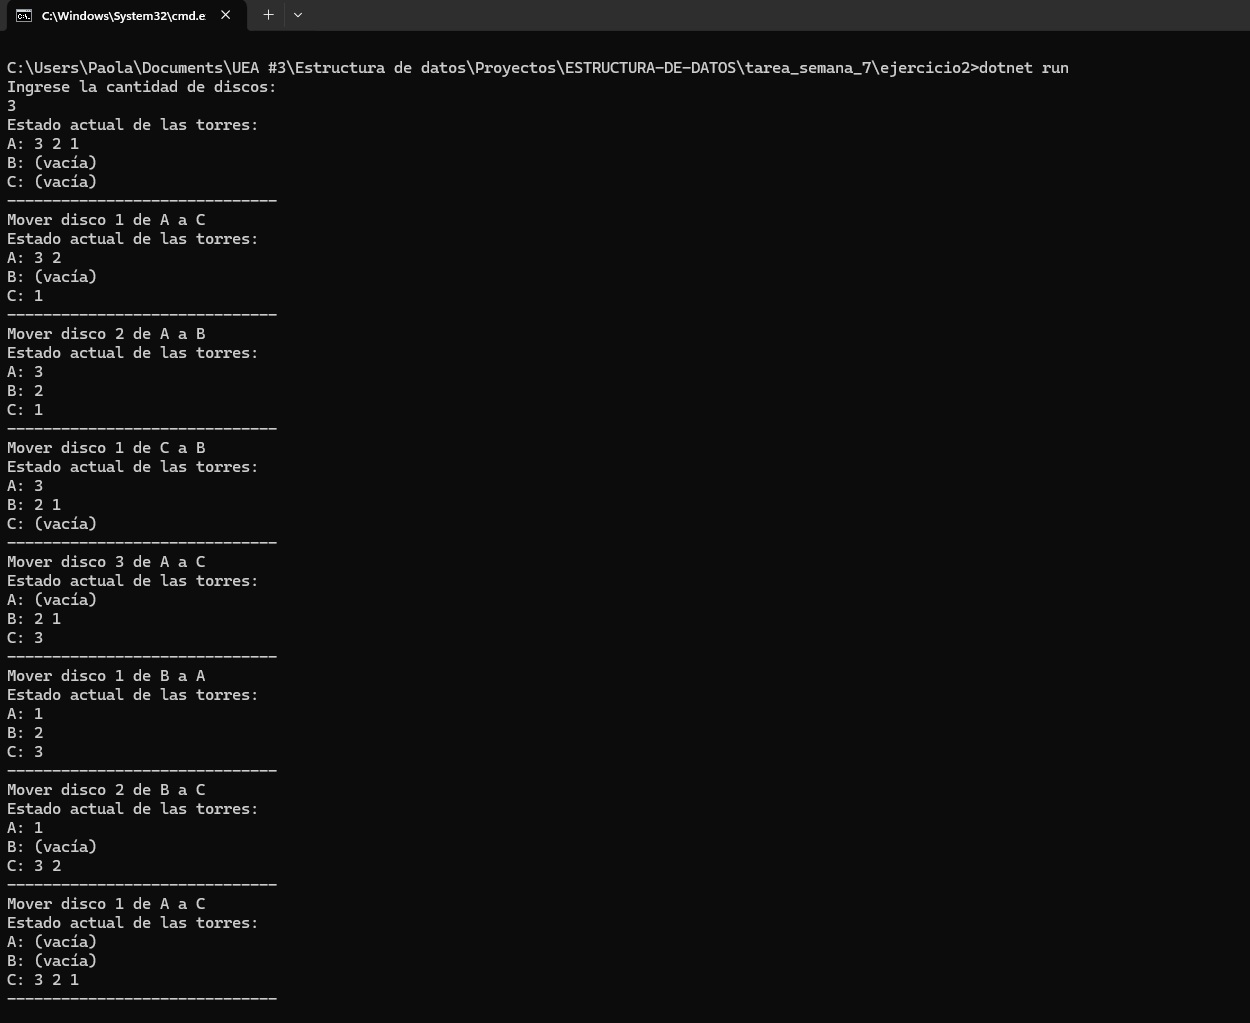 C:\Windows\System32\cmd.e
C:\Users\Paola\Documents\UEA #3\Estructura de datos\Proyectos\ESTRUCTURA-DE-DATOS\tarea_semana_7\ejercicio2>dotnet run
Ingrese la cantidad de discos:
3
Estado actual de las torres:
A: 3 2 1
B: (vacía)
C: (vacía)
------------------------------
Mover disco 1 de A a C
Estado actual de las torres:
A: 3 2
B: (vacía)
C: 1
------------------------------
Mover disco 2 de A a B
Estado actual de las torres:
A: 3
B: 2
C: 1
------------------------------
Mover disco 1 de C a B
Estado actual de las torres:
A: 3
B: 2 1
C: (vacía)
------------------------------
Mover disco 3 de A a C
Estado actual de las torres:
A: (vacía)
B: 2 1
C: 3
------------------------------
Mover disco 1 de B a A
Estado actual de las torres:
A: 1
B: 2
C: 3
------------------------------
Mover disco 2 de B a C
Estado actual de las torres:
A: 1
B: (vacía)
C: 3 2
------------------------------
Mover disco 1 de A a C
Estado actual de las torres:
A: (vacía)
B: (vacía)
C: 3 2 1
------------------------------